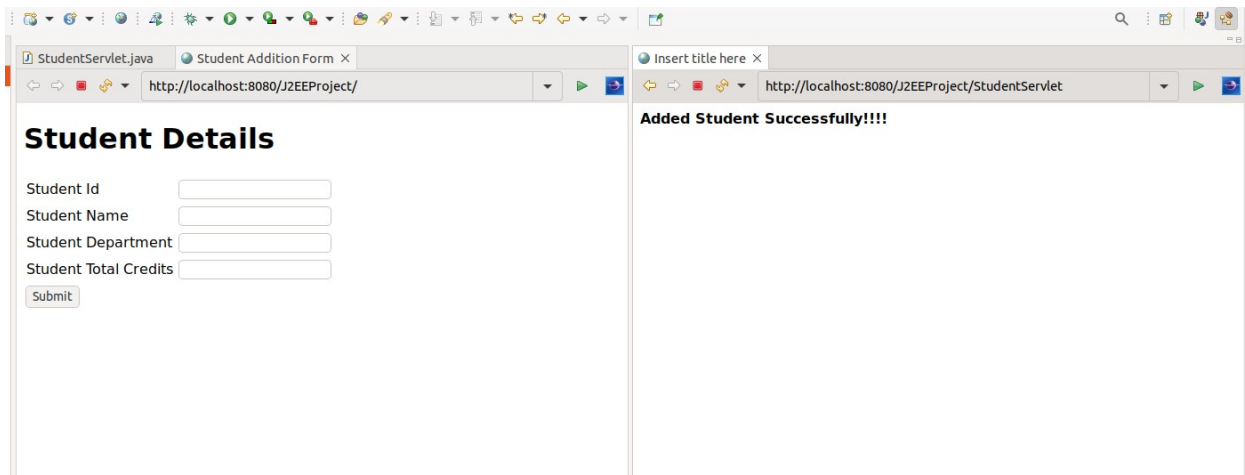 StudentServlet.java
Student Addition Form
http://localhost:8080/J2EEProject/
Student Details
Student Id
Student Name
Student Department
Student Total Credits
Submit
Insert title here
http://localhost:8080/J2EEProject/StudentServlet
Added Student Successfully!!!!